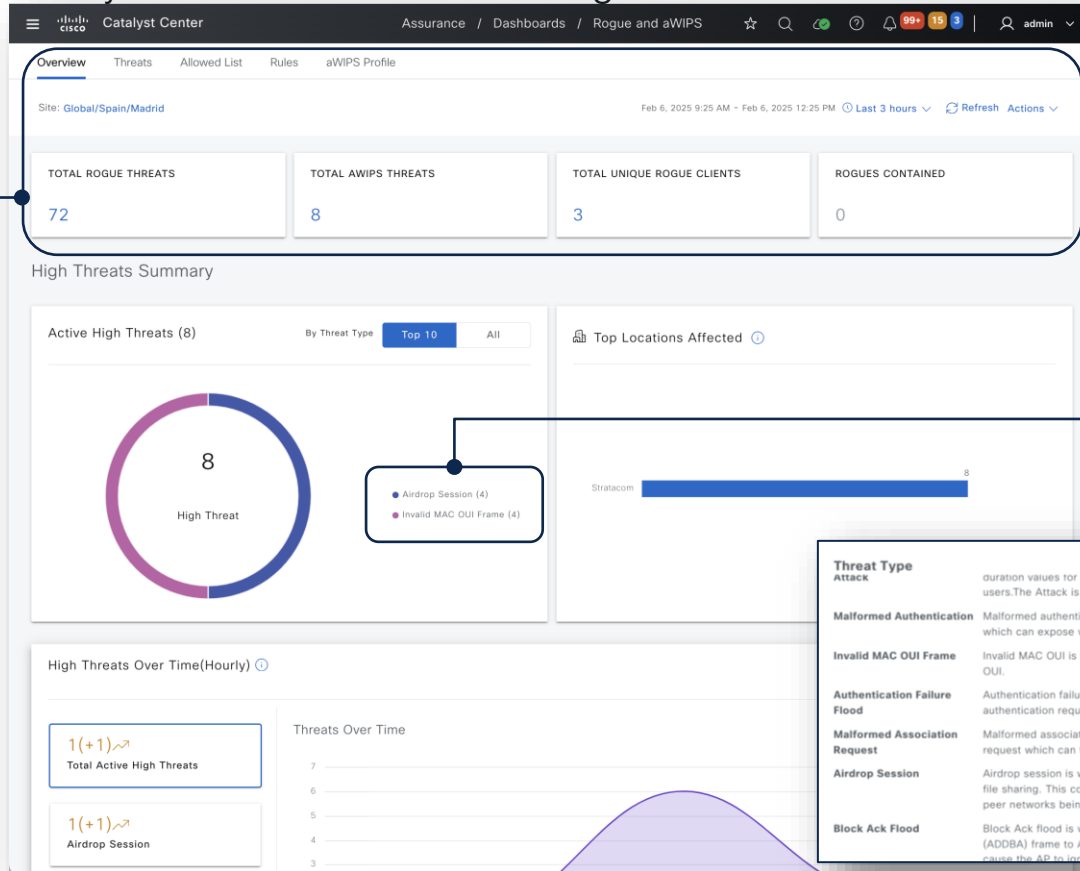 cisco Catalyst Center
Assurance / Dashboards / Rogue and aWIPS
99+ 15 3
admin
Overview Threats Allowed List Rules aWIPS Profile
Site: Global/Spain/Madrid
Feb 6, 2025 9:25 AM - Feb 6, 2025 12:25 PM Last 3 hours Refresh Actions
TOTAL ROGUE THREATS
72
TOTAL AWIPS THREATS
8
TOTAL UNIQUE ROGUE CLIENTS
3
ROGUES CONTAINED
0
High Threats Summary
Active High Threats (8)
By Threat Type Top 10 All
8
High Threat
Airdrop Session (4)
Invalid MAC OUI Frame (4)
Top Locations Affected
Stratacom
8
High Threats Over Time(Hourly)
1(+1)
Total Active High Threats
1(+1)
Airdrop Session
Threats Over Time
7
6
5
4
3
Threat Type
Attack
duration values for
users.The Attack is
Malformed Authentication
Malformed authenti
which can expose
Invalid MAC OUI Frame
Invalid MAC OUI is
OUI.
Authentication Failure
Flood
Authentication failu
authentication requ
Malformed Association
Request
Malformed associat
request which can
Airdrop Session
Airdrop session is
file sharing. This co
peer networks bein
Block Ack Flood
Block Ack flood is
(ADDBA) frame to
cause the AP to